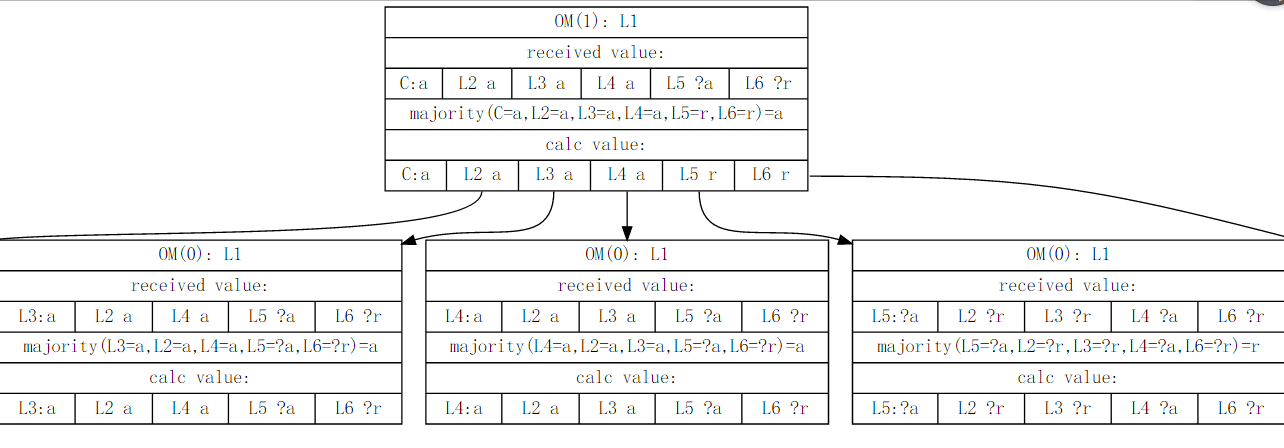 OM(1): L1
received value:
C:a L2 a L3 a L4 a L5 ?a L6 ?r
majority(C=a,L2=a,L3=a,L4=a,L5=r,L6=r)=a
calc value:
C:a L2 a L3 a L4 a L5 r L6 r
OM(0): L1
received value:
L3:a L2 a L4 a L5 ?a L6 ?r
majority(L3=a,L2=a,L4=a,L5=?a,L6=?r)=a
calc value:
L3:a L2 a L4 a L5 ?a L6 ?r
OM(0): L1
received value:
L4:a L2 a L3 a L5 ?a L6 ?r
majority(L4=a,L2=a,L3=a,L5=?a,L6=?r)=a
calc value:
L4:a L2 a L3 a L5 ?a L6 ?r
OM(0): L1
received value:
L5:?a L2 ?r L3 ?r L4 ?a L6 ?r
majority(L5=?a,L2=?r,L3=?r,L4=?a,L6=?r)=r
calc value:
L5:?a L2 ?r L3 ?r L4 ?a L6 ?r